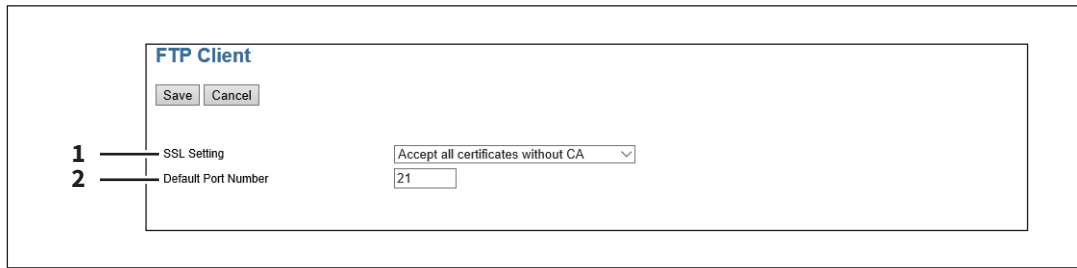 FTP Client
Save Cancel
1 SSL Setting Accept all certificates without CA
2 Default Port Number 21